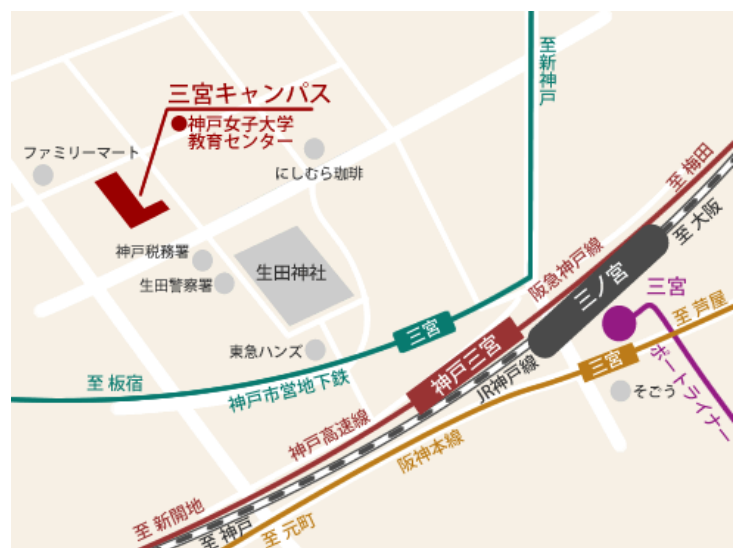 至新神戸
三宮キャンパス
神戸女子大学
教育センター
ファミリーマート
にしむら珈琲
至 梅田
至 大阪
神戸税務署
生田警察署
生田神社
阪急神戸線
三ノ宮
三宮
至 芦屋
東急ハンズ
三宮
神戸三宮
三宮
ポートライナー
至 板宿
神戸市営地下鉄
JR神戸線
そごう
神戸高速線
阪神本線
至 新開地
至 神戸
至 元町